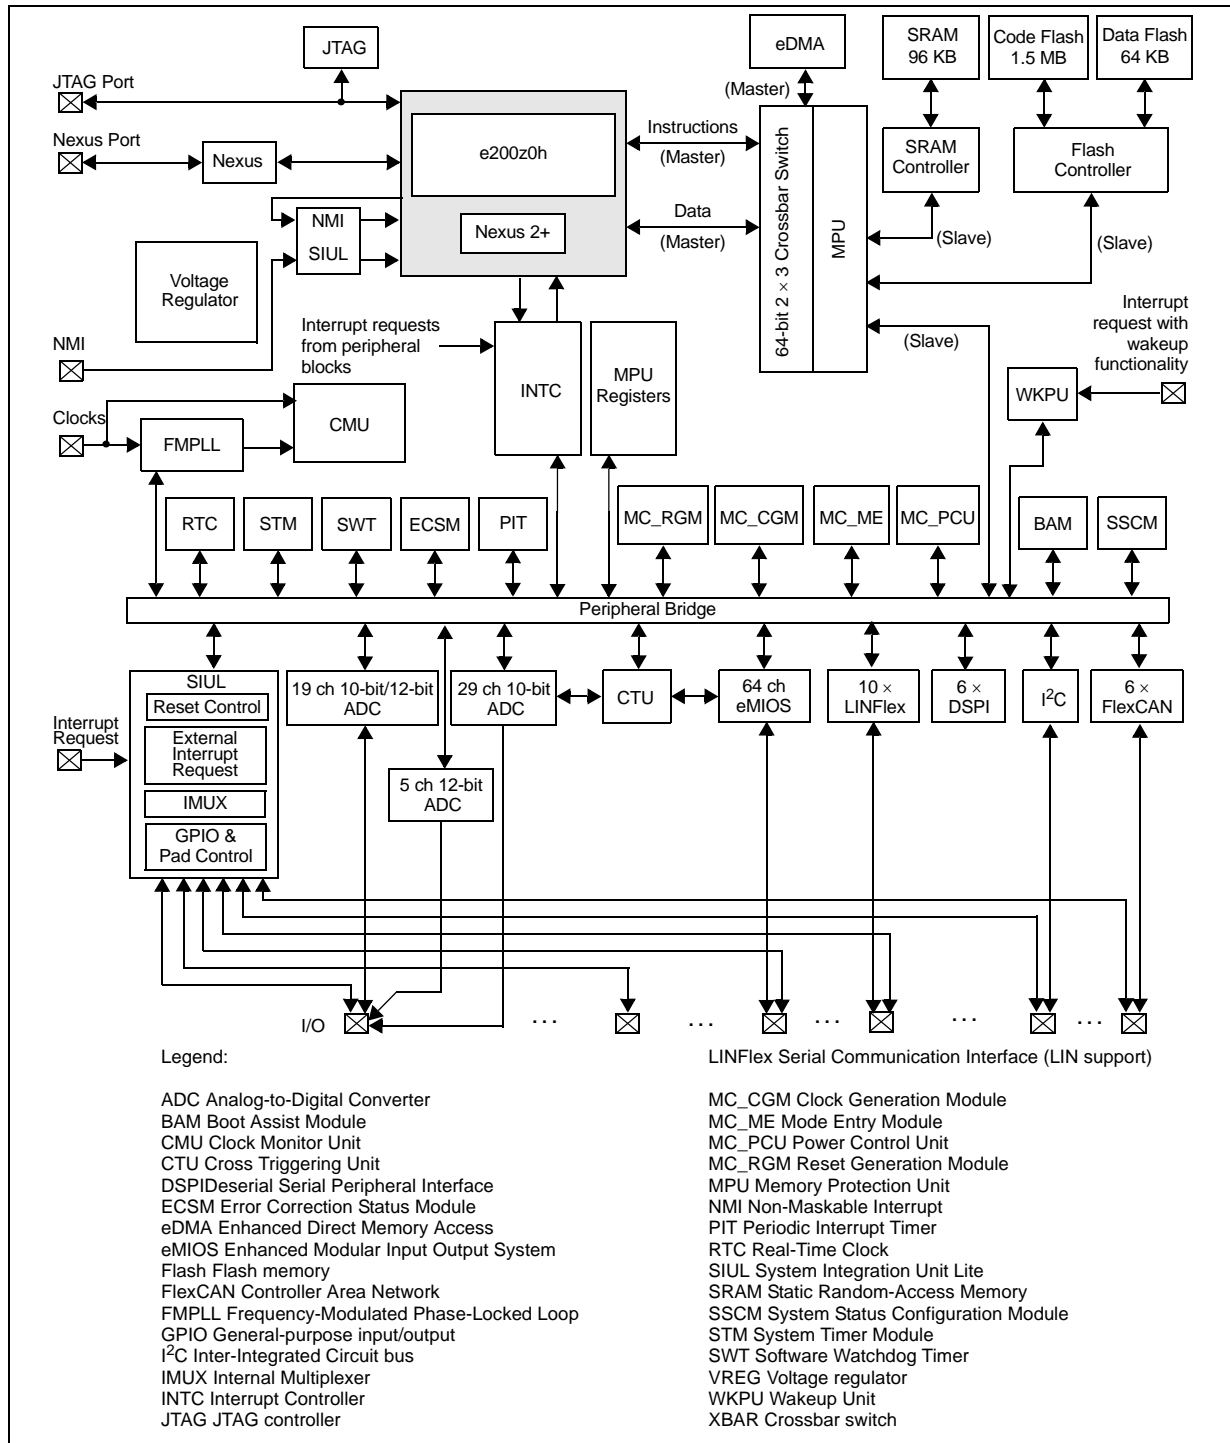 JTAG
eDMA
SRAM
96 KB
Code Flash
1.5 MB
Data Flash
64 KB
JTAG Port
(Master)
Nexus Port
Nexus
e200z0h
Instructions
(Master)
64-bit 2 × 3 Crossbar Switch
MPU
SRAM
Controller
Flash
Controller
NMI
SIUL
Nexus 2+
Data
(Master)
(Slave)
(Slave)
Voltage
Regulator
Interrupt requests
from peripheral
blocks
INTC
MPU
Registers
(Slave)
Interrupt
request with
wakeup
functionality
NMI
WKPU
Clocks
FMPLL
CMU
RTC
STM
SWT
ECSM
PIT
MC_RGM
MC_CGM
MC_ME
MC_PCU
BAM
SSCM
Peripheral Bridge
SIUL
Reset Control
External
Interrupt
Request
IMUX
GPIO &
Pad Control
Interrupt
Request
19 ch 10-bit/12-bit
ADC
29 ch 10-bit
ADC
CTU
64 ch
eMIOS
10 ×
LINFlex
6 ×
DSPI
I²C
6 ×
FlexCAN
5 ch 12-bit
ADC
I/O
. . .
. . .
. . .
. . .
. . .
Legend:
ADC Analog-to-Digital Converter
BAM Boot Assist Module
CMU Clock Monitor Unit
CTU Cross Triggering Unit
DSPIDeserial Serial Peripheral Interface
ECSM Error Correction Status Module
eDMA Enhanced Direct Memory Access
eMIOS Enhanced Modular Input Output System
Flash Flash memory
FlexCAN Controller Area Network
FMPLL Frequency-Modulated Phase-Locked Loop
GPIO General-purpose input/output
I²C Inter-Integrated Circuit bus
IMUX Internal Multiplexer
INTC Interrupt Controller
JTAG JTAG controller
LINFlex Serial Communication Interface (LIN support)
MC_CGM Clock Generation Module
MC_ME Mode Entry Module
MC_PCU Power Control Unit
MC_RGM Reset Generation Module
MPU Memory Protection Unit
NMI Non-Maskable Interrupt
PIT Periodic Interrupt Timer
RTC Real-Time Clock
SIUL System Integration Unit Lite
SRAM Static Random-Access Memory
SSCM System Status Configuration Module
STM System Timer Module
SWT Software Watchdog Timer
VREG Voltage regulator
WKPU Wakeup Unit
XBAR Crossbar switch